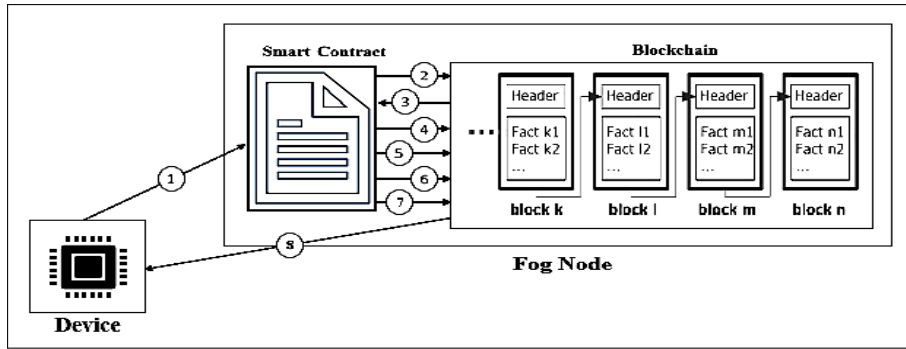 Smart Contract
Blockchain
1
2
3
4
5
6
7
8
Header
Header
Header
Header
Fact k1
Fact k2
...
Fact l1
Fact l2
...
Fact m1
Fact m2
...
Fact n1
Fact n2
...
block k
block l
block m
block n
Fog Node
Device